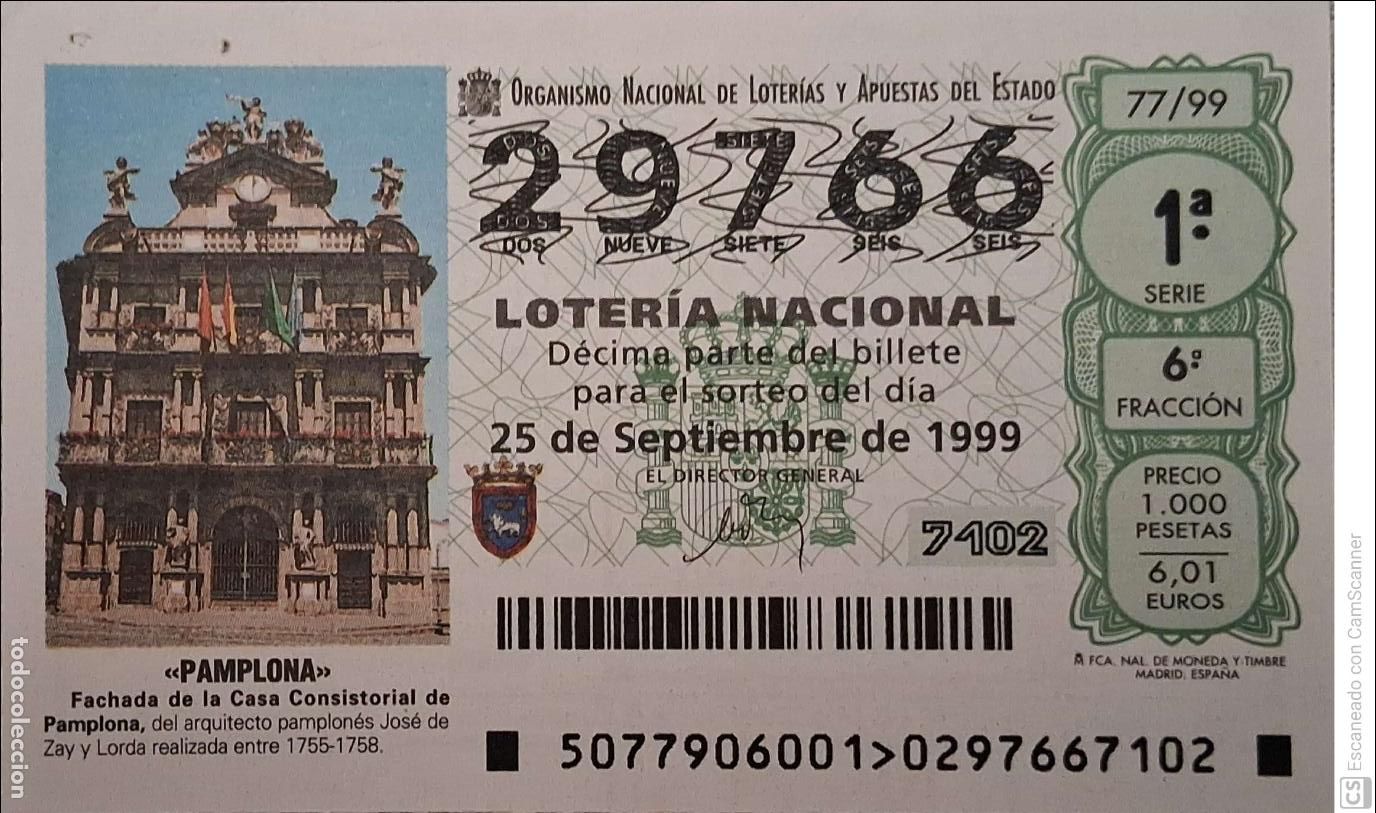 ORGANISMO NACIONAL DE LOTERÍAS Y APUESTAS DEL ESTADO
29766
DOS NUEVE SIETE SEIS SEIS
LOTERÍA NACIONAL
Décima parte del billete
para el sorteo del día
25 de Septiembre de 1999
EL DIRECTOR GENERAL
7102
77/99
1ª
SERIE
6ª
FRACCIÓN
PRECIO
1.000
PESETAS
6,01
EUROS
FCA. NAL. DE MONEDA Y TIMBRE
MADRID. ESPAÑA
«PAMPLONA»
Fachada de la Casa Consistorial de
Pamplona, del arquitecto pamplonés José de
Zay y Lorda realizada entre 1755-1758.
5077906001>0297667102
todocoleccion
CS Escaneado con CamScanner